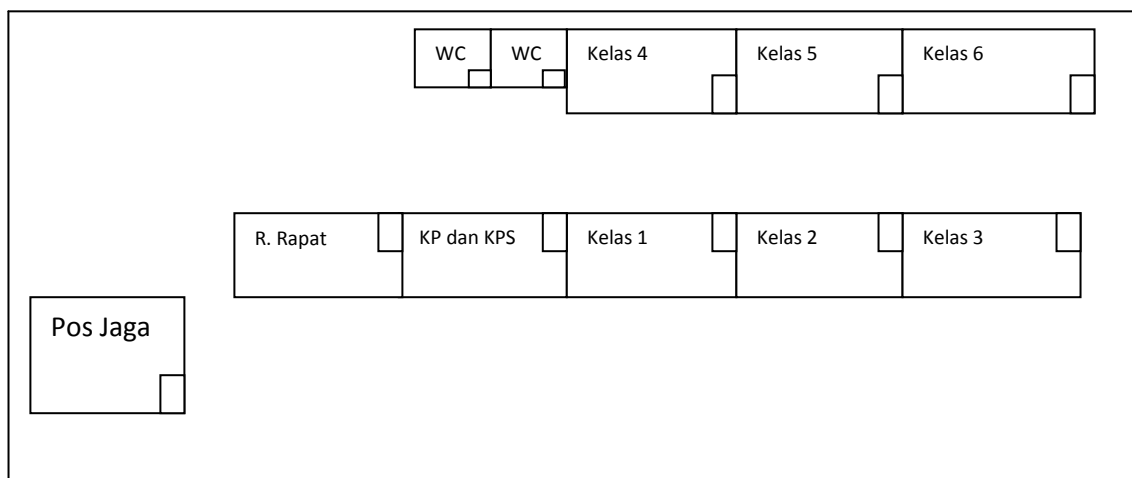 WC
WC
Kelas 4
Kelas 5
Kelas 6
R. Rapat
KP dan KPS
Kelas 1
Kelas 2
Kelas 3
Pos Jaga